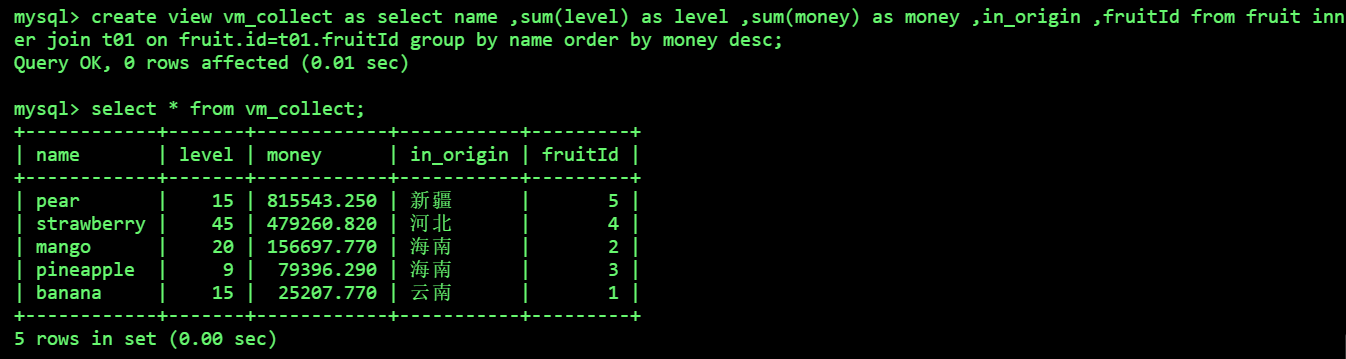 mysql> create view vm_collect as select name ,sum(level) as level ,sum(money) as money ,in_origin ,fruitId from fruit inn
er join t01 on fruit.id=t01.fruitId group by name order by money desc;
Query OK, 0 rows affected (0.01 sec)
mysql> select * from vm_collect;
+------------+-------+------------+-----------+---------+
| name       | level | money      | in_origin | fruitId |
+------------+-------+------------+-----------+---------+
| pear       |    15 | 815543.250 | 新疆      |       5 |
| strawberry |    45 | 479260.820 | 河北      |       4 |
| mango      |    20 | 156697.770 | 海南      |       2 |
| pineapple  |     9 |  79396.290 | 海南      |       3 |
| banana     |    15 |  25207.770 | 云南      |       1 |
+------------+-------+------------+-----------+---------+
5 rows in set (0.00 sec)